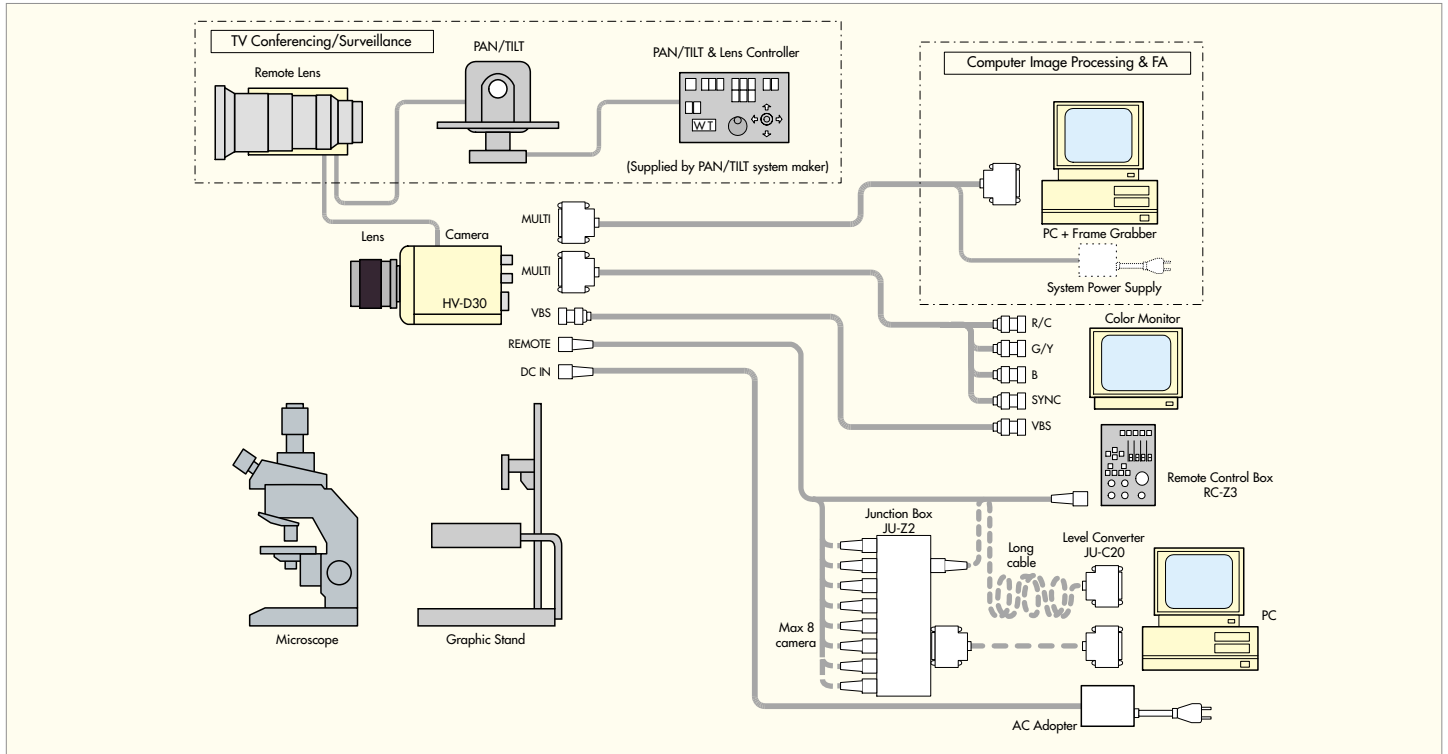 TV Conferencing/Surveillance
PAN/TILT
PAN/TILT & Lens Controller
Remote Lens
W T
(Supplied by PAN/TILT system maker)
Computer Image Processing & FA
PC + Frame Grabber
System Power Supply
Lens
Camera
HV-D30
MULTI
MULTI
VBS
REMOTE
DC IN
R/C
G/Y
B
SYNC
VBS
Color Monitor
Remote Control Box
RC-Z3
Junction Box
JU-Z2
Long
cable
Level Converter
JU-C20
PC
Max 8
camera
AC Adopter
Microscope
Graphic Stand